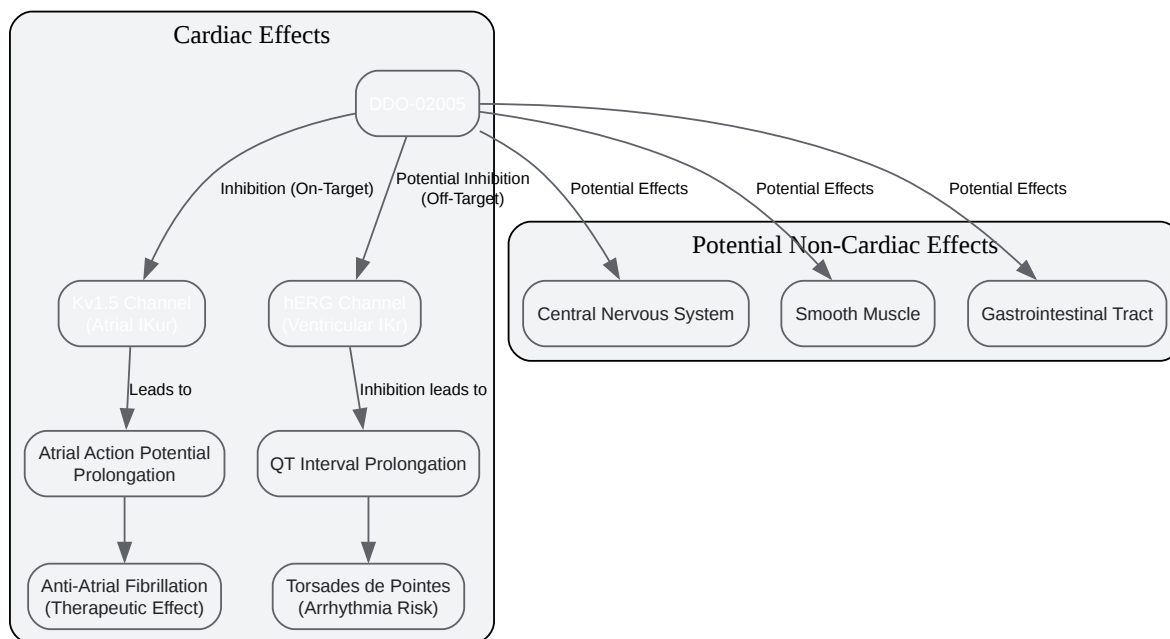 Cardiac Effects
DDO-02005
Inhibition (On-Target)
Potential Inhibition
(Off-Target)
Potential Effects
Potential Effects
Potential Effects
Potential Non-Cardiac Effects
Kv1.5 Channel
(Atrial IKur)
hERG Channel
(Ventricular IKr)
Central Nervous System
Smooth Muscle
Gastrointestinal Tract
Leads to
Inhibition leads to
Atrial Action Potential
Prolongation
QT Interval Prolongation
Anti-Atrial Fibrillation
(Therapeutic Effect)
Torsades de Pointes
(Arrhythmia Risk)